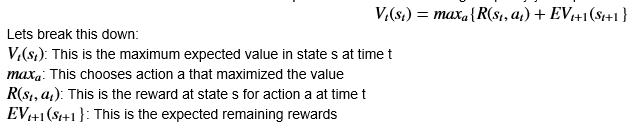 V_t(s_t) = max_a{R(s_t, a_t) + EV_{t+1}(s_{t+1}}
Lets break this down:
V_t(s_t): This is the maximum expected value in state s at time t
max_a: This chooses action a that maximized the value
R(s_t, a_t): This is the reward at state s for action a at time t
EV_{t+1}(s_{t+1}}: This is the expected remaining rewards